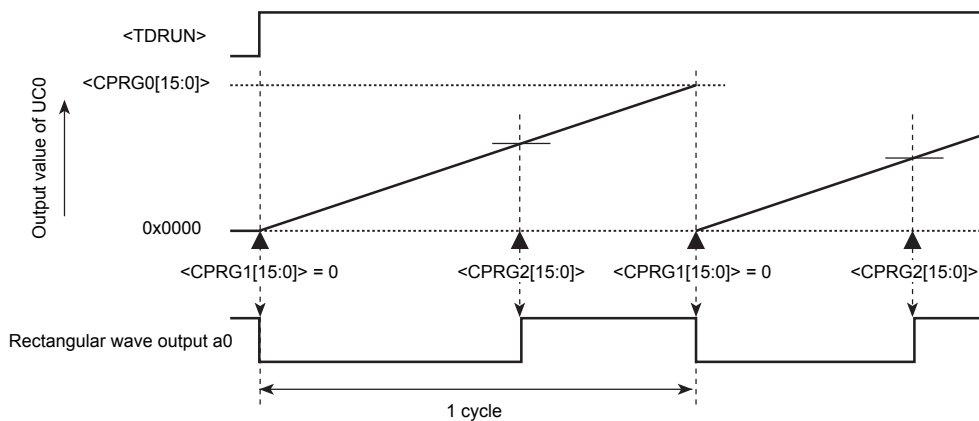 <TDRUN>
<CPRG0[15:0]>
Output value of UC0
0x0000
<CPRG1[15:0]> = 0
<CPRG2[15:0]>
<CPRG1[15:0]> = 0
<CPRG2[15:0]>
Rectangular wave output a0
1 cycle